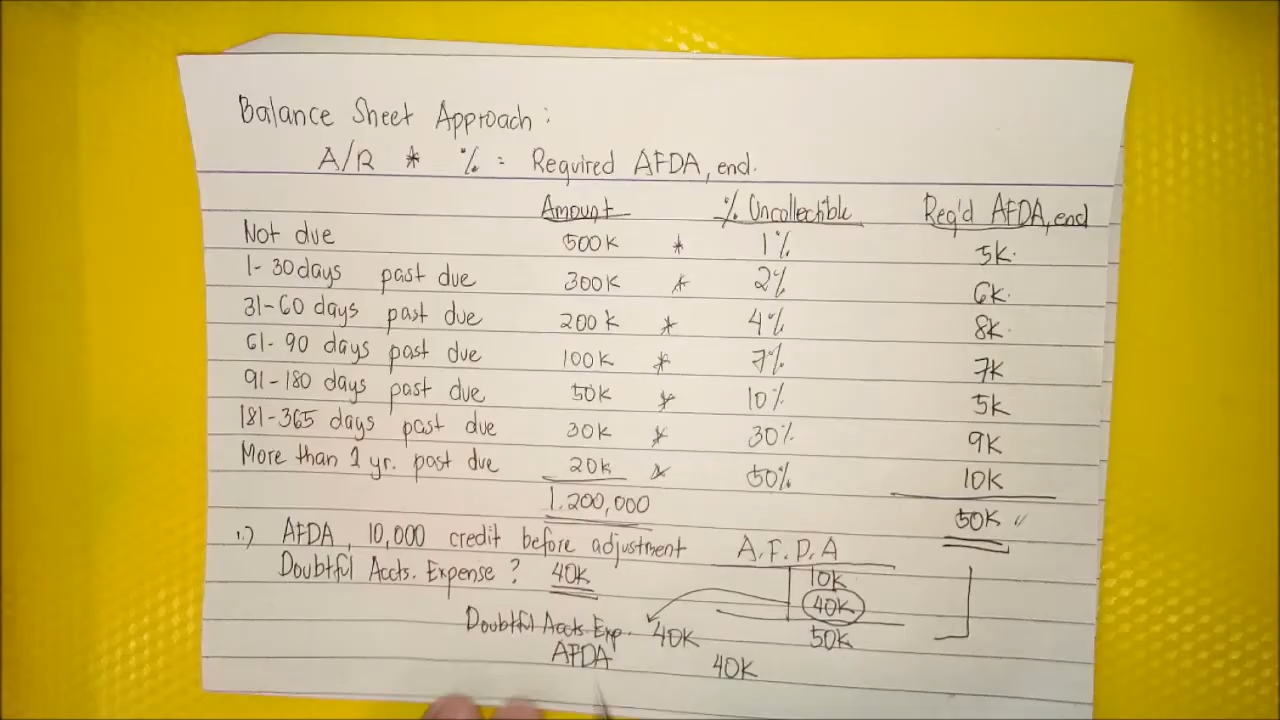 Balance Sheet Approach:
A/R * % = Required AFDA, end.
Amount % Uncollectible Req'd AFDA, end
Not due 500K * 1% 5K.
1-30 days past due 300K * 2% 6K.
31-60 days past due 200K * 4% 8K.
61-90 days past due 100K * 7% 7K
91-180 days past due 50K * 10% 5K
181-365 days past due 30K * 30% 9K
More than 1 yr. past due 20K * 50% 10K
1,200,000 50K //
1.) AFDA, 10,000 credit before adjustment A.F.D.A
Doubtful Accts. Expense? 40K 10K
40K
Doubtful Accts Exp. 40K 50K
AFDA 40K